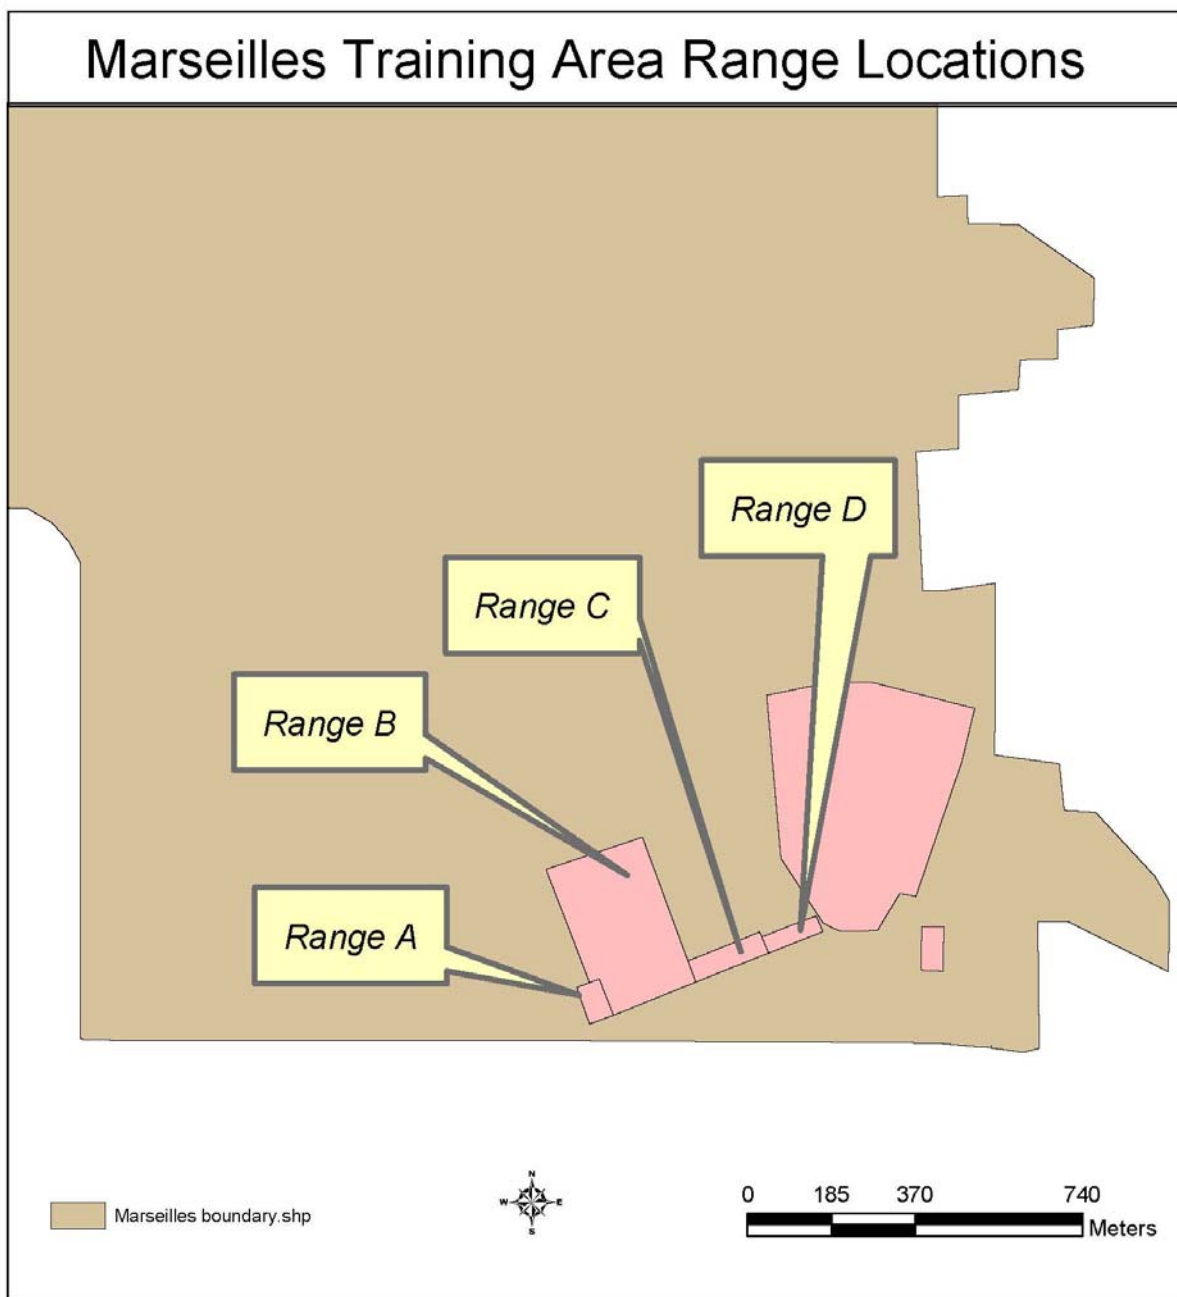 Marseilles Training Area Range Locations
Range D
Range C
Range B
Range A
N
W E
S
Marseilles boundary.shp
0 185 370 740
Meters